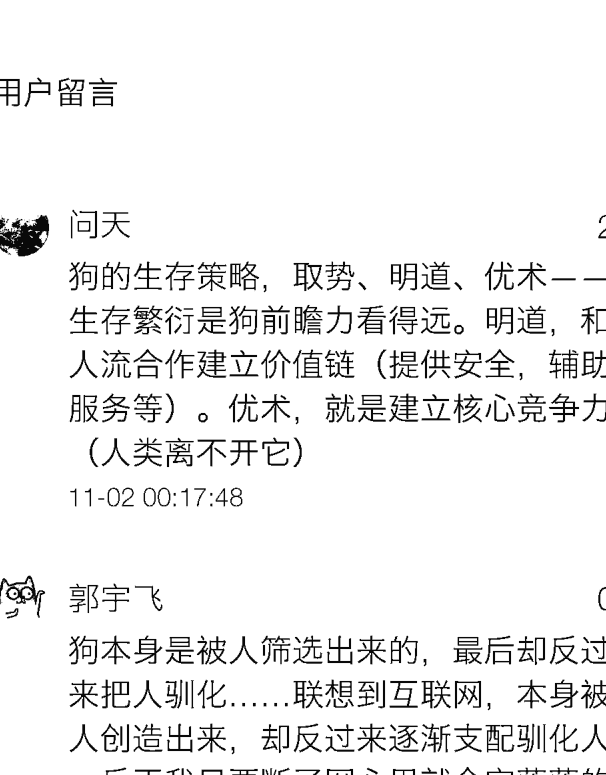 用户留言
问天
狗的生存策略，取势、明道、优术——
生存繁衍是狗前瞻力看得远。明道，和
人流合作建立价值链（提供安全，辅助
服务等）。优术，就是建立核心竞争力
（人类离不开它）
11-02 00:17:48
郭宇飞
狗本身是被人筛选出来的，最后却反过
来把人驯化……联想到互联网，本身被
人创造出来，却反过来逐渐支配驯化人